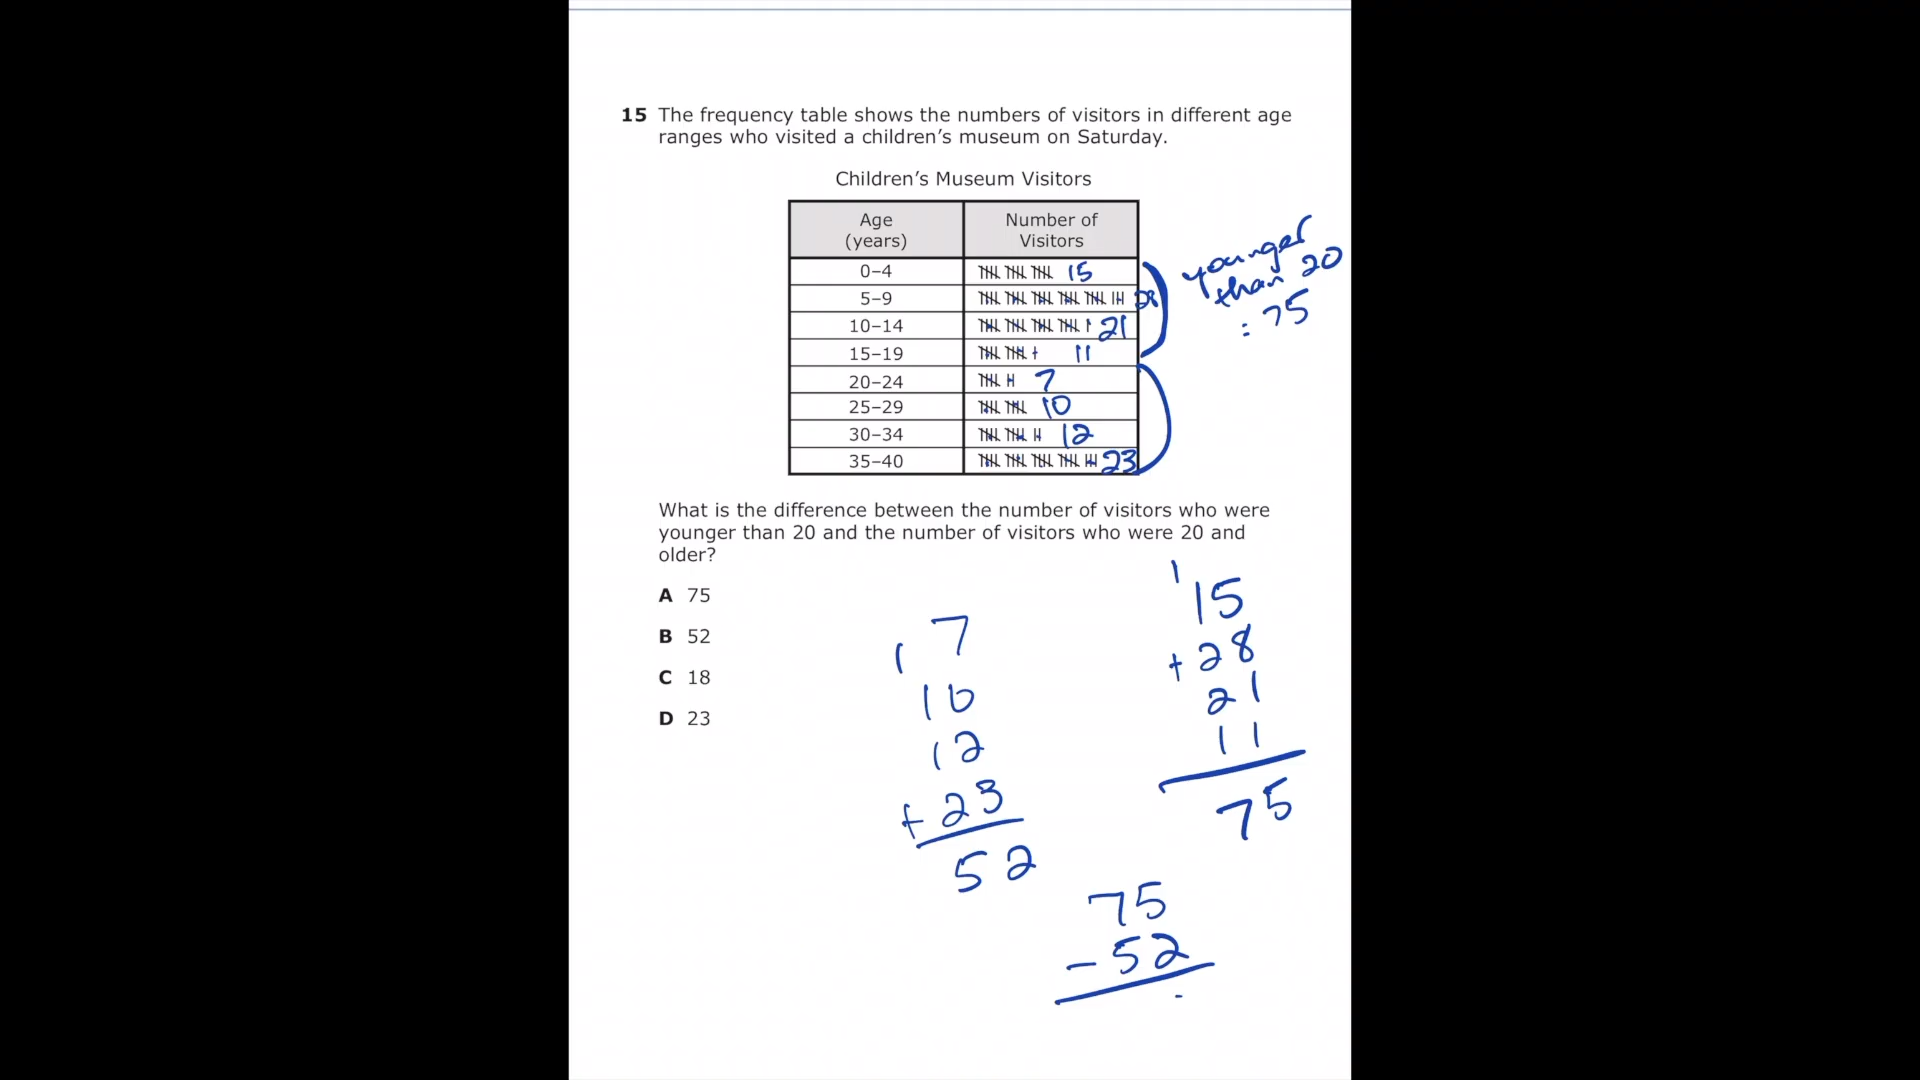 15 The frequency table shows the numbers of visitors in different age
ranges who visited a children's museum on Saturday.
Children's Museum Visitors
Age
(years)
Number of
Visitors
0–4 15
5–9 28
10–14 21
15–19 11
20–24 7
25–29 10
30–34 12
35–40 23
younger
than 20
: 75
What is the difference between the number of visitors who were
younger than 20 and the number of visitors who were 20 and
older?
A 75
B 52
C 18
D 23
1
7
10
12
+ 23
52
1
15
+ 28
21
11
75
75
- 52